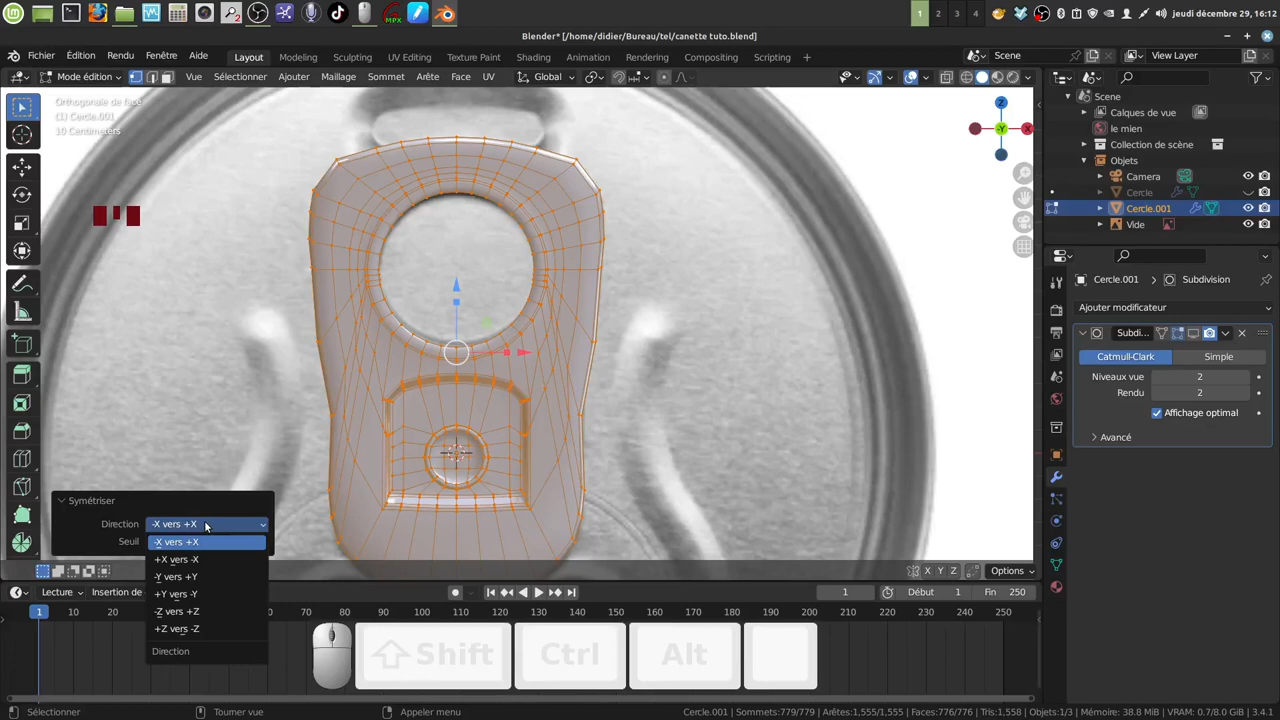 jeudi décembre 29, 16:12
1 2 3 4
MPX
Blender* [/home/didier/Bureau/tel/canette tuto.blend]
Fichier Édition Rendu Fenêtre Aide Layout Modeling Sculpting UV Editing Texture Paint Shading Animation Rendering Compositing Scripting + Scene View Layer
Mode édition Vue Sélectionner Ajouter Maillage Sommet Arête Face UV Global
Orthogonale de face
(1) Cercle.001
10 Centimeters
Z
-Y
X
Scene
Calques de vue
le mien
Collection de scène
Objets
Camera
Cercle
Cercle.001
Vide
Cercle.001 > Subdivision
Ajouter modificateur
Subdi...
Catmull-Clark Simple
Niveaux vue 2
Rendu 2
Affichage optimal
Avancé
Symétriser
Direction -X vers +X
Seuil
-X vers +X
+X vers -X
-Y vers +Y
+Y vers -Y
-Z vers +Z
+Z vers -Z
Direction
X Y Z Options
Lecture Insertion de 1 Début 1 Fin 250
1 10 20 80 90 100 110 120 130 140 150 160 170 180 190 200 210 220 230 240 250
Shift Ctrl Alt
Sélectionner Tourner vue Appeler menu Cercle.001 | Sommets:779/779 | Arêtes:1,555/1,555 | Faces:776/776 | Tris:1,558 | Objets:1/3 | Mémoire: 38.8 MiB | VRAM: 0.7/8.0 GiB | 3.4.1